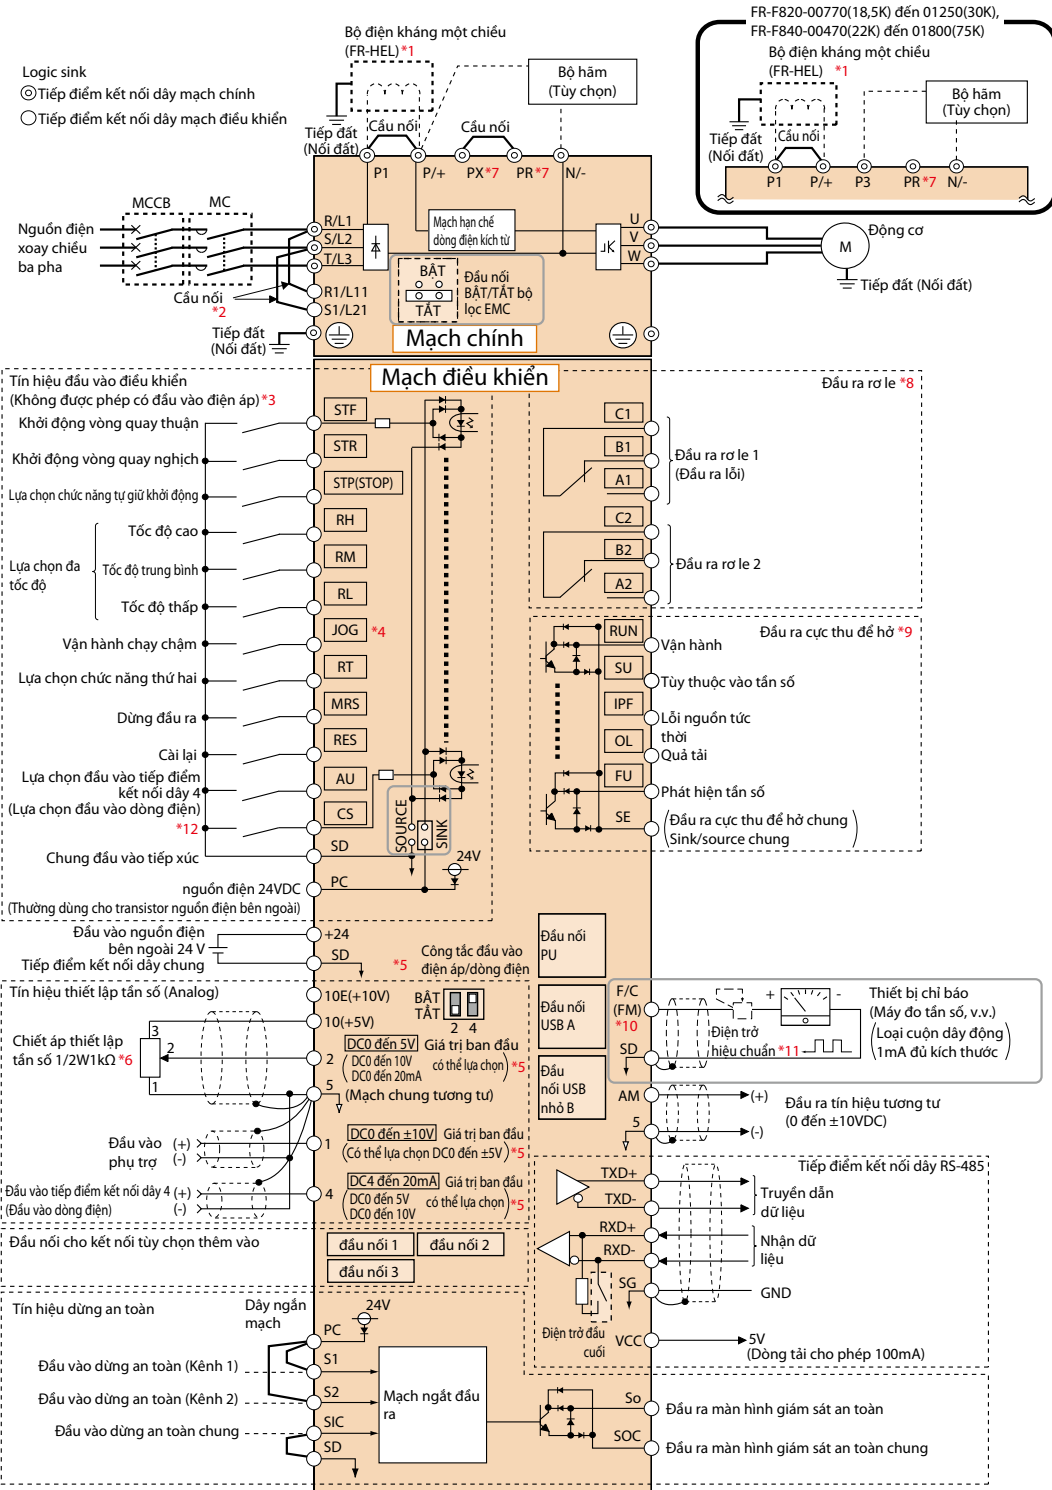 FR-F820-00770(18,5K) đến 01250(30K),
FR-F840-00470(22K) đến 01800(75K)
Bộ điện kháng một chiều
(FR-HEL) *1
Bộ hãm
(Tùy chọn)
Tiếp đất
(Nối đất)
Cầu nối
P1
P/+
P3
PR*7
N/-
Logic sink
Tiếp điểm kết nối dây mạch chính
Tiếp điểm kết nối dây mạch điều khiển
Bộ điện kháng một chiều
(FR-HEL)*1
Bộ hãm
(Tùy chọn)
Tiếp đất
(Nối đất)
Cầu nối
Cầu nối
P1
P/+
PX*7
PR*7
N/-
MCCB
MC
Nguồn điện
xoay chiều
ba pha
R/L1
S/L2
T/L3
R1/L11
S1/L21
Cầu nối
*2
Tiếp đất
(Nối đất)
Mạch hạn chế
dòng điện kích từ
BẬT
TẮT
Đầu nối
BẬT/TẮT bộ
lọc EMC
U
V
W
M
Động cơ
Tiếp đất (Nối đất)
Mạch chính
Mạch điều khiển
Tín hiệu đầu vào điều khiển
(Không được phép có đầu vào điện áp)*3
Khởi động vòng quay thuận
STF
Khởi động vòng quay nghịch
STR
Lựa chọn chức năng tự giữ khởi động
STP(STOP)
Lựa chọn đa
tốc độ
Tốc độ cao
RH
Tốc độ trung bình
RM
Tốc độ thấp
RL
Vận hành chạy chậm
JOG *4
Lựa chọn chức năng thứ hai
RT
Dừng đầu ra
MRS
Cài lại
RES
Lựa chọn đầu vào tiếp điểm
kết nối dây 4
(Lựa chọn đầu vào dòng điện)
AU
*12
CS
Chung đầu vào tiếp xúc
SD
nguồn điện 24VDC
PC
(Thường dùng cho transistor nguồn điện bên ngoài)
SOURCE
SINK
24V
Đầu ra rơ le *8
C1
B1
A1
Đầu ra rơ le 1
(Đầu ra lỗi)
C2
B2
A2
Đầu ra rơ le 2
Đầu ra cực thu để hở *9
RUN
Vận hành
SU
Tùy thuộc vào tần số
IPF
Lỗi nguồn tức
thời
OL
Quả tải
FU
Phát hiện tần số
SE
(Đầu ra cực thu để hở chung
Sink/source chung)
Đầu vào nguồn điện
bên ngoài 24 V
Tiếp điểm kết nối dây chung
+24
SD
*5
Công tắc đầu vào
điện áp/dòng điện
Đầu nối
PU
Đầu nối
USB A
Đầu
nối USB
nhỏ B
Tín hiệu thiết lập tần số (Analog)
10E(+10V)
BẬT
TẮT
2 4
10(+5V)
Chiết áp thiết lập
tần số 1/2W1kΩ *6
3
2
1
2
DC0 đến 5V Giá trị ban đầu
(DC0 đến 10V
DC0 đến 20mA có thể lựa chọn)*5
5
(Mạch chung tương tư)
Đầu vào
phụ trợ
(+)
(-)
1
DC0 đến ±10V Giá trị ban đầu
(Có thể lựa chọn DC0 đến ±5V)*5
Đầu vào tiếp điểm kết nối dây 4
(Đầu vào dòng điện)
(+)
(-)
4
DC4 đến 20mA Giá trị ban đầu
(DC0 đến 5V
DC0 đến 10V có thể lựa chọn)*5
F/C
(FM)
*10
SD
+
-
Điện trở
hiệu chuẩn *11
Thiết bị chỉ báo
(Máy đo tần số, v.v.)
(Loại cuộn dây động
1mA đủ kích thước)
AM
(+)
5
(-)
Đầu ra tín hiệu tương tư
(0 đến ±10VDC)
Tiếp điểm kết nối dây RS-485
TXD+
TXD-
Truyền dẫn
dữ liệu
RXD+
RXD-
Nhận dữ
liệu
SG
GND
Điện trở đầu
cuối
VCC
5V
(Dòng tải cho phép 100mA)
Đầu nối cho kết nối tùy chọn thêm vào
đầu nối 1
đầu nối 2
đầu nối 3
Tín hiệu dừng an toàn
Dây ngắn
mạch
24V
PC
Đầu vào dừng an toàn (Kênh 1)
S1
Đầu vào dừng an toàn (Kênh 2)
S2
Đầu vào dừng an toàn chung
SIC
SD
Mạch ngắt đầu
ra
So
Đầu ra màn hình giám sát an toàn
SOC
Đầu ra màn hình giám sát an toàn chung